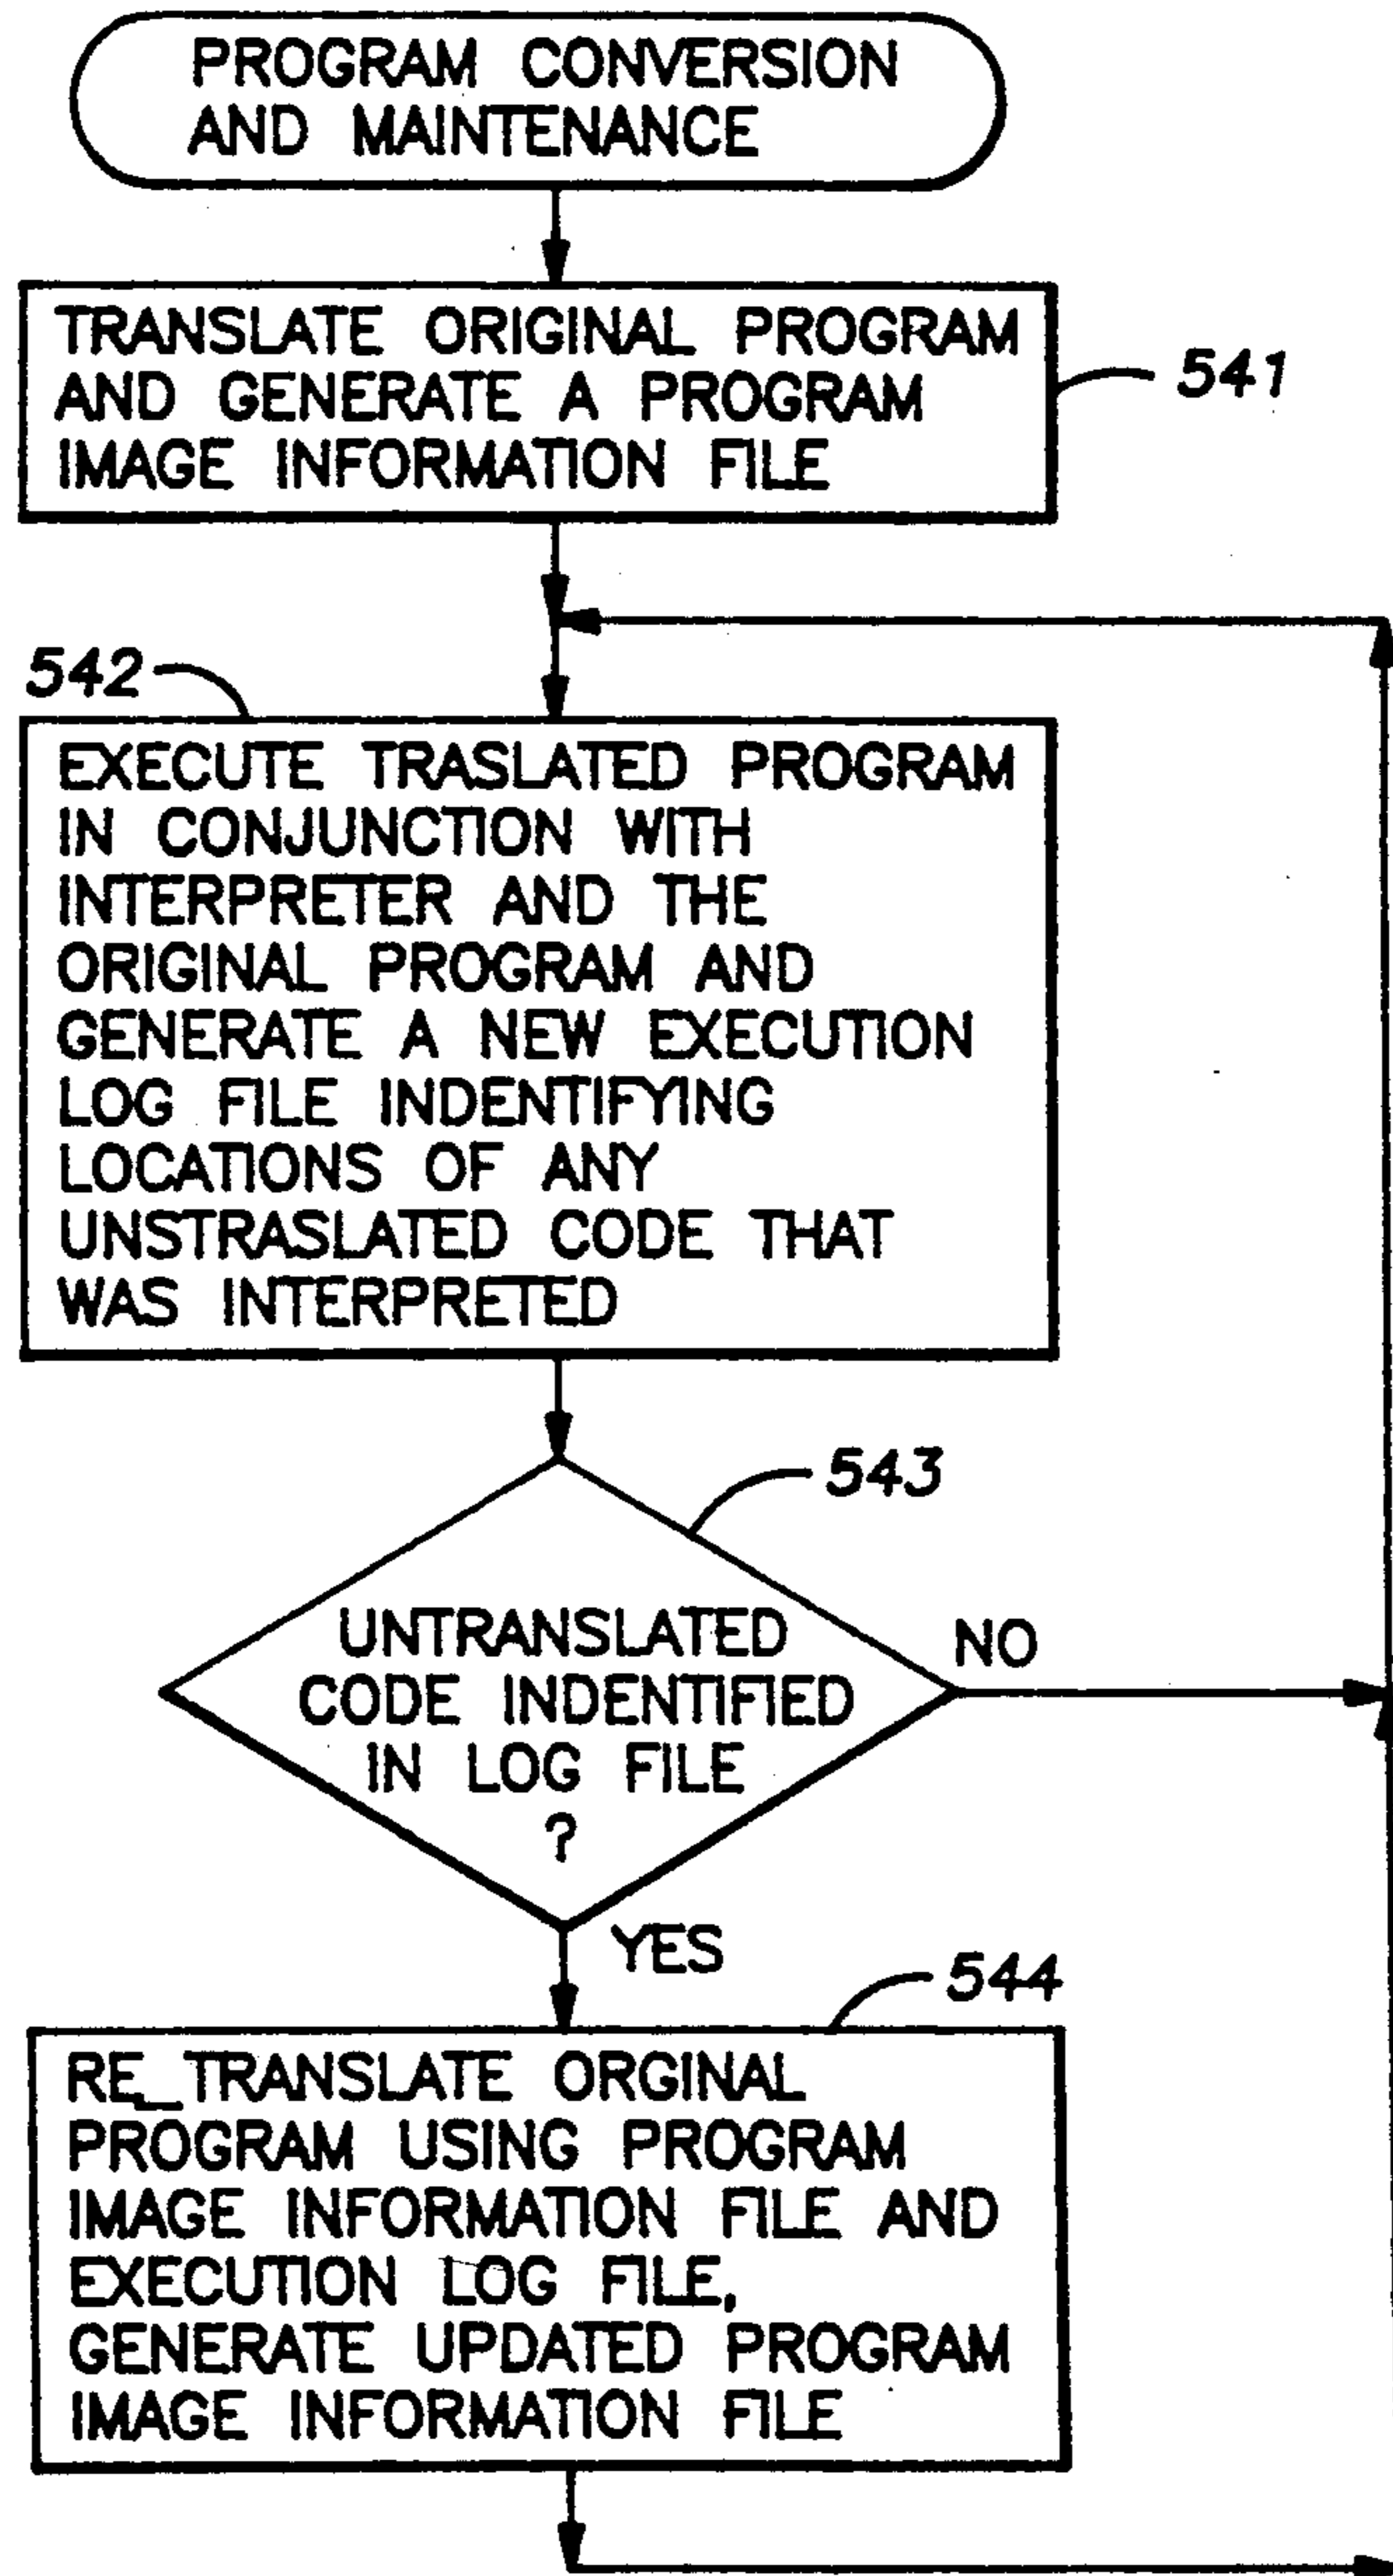 PROGRAM CONVERSION
AND MAINTENANCE
TRANSLATE ORIGINAL PROGRAM
AND GENERATE A PROGRAM
IMAGE INFORMATION FILE
541
542
EXECUTE TRASLATED PROGRAM
IN CONJUNCTION WITH
INTERPRETER AND THE
ORIGINAL PROGRAM AND
GENERATE A NEW EXECUTION
LOG FILE INDENTIFYING
LOCATIONS OF ANY
UNSTRASLATED CODE THAT
WAS INTERPRETED
543
UNTRANSLATED
CODE INDENTIFIED
IN LOG FILE
?
NO
YES
544
RE_TRANSLATE ORGINAL
PROGRAM USING PROGRAM
IMAGE INFORMATION FILE AND
EXECUTION LOG FILE,
GENERATE UPDATED PROGRAM
IMAGE INFORMATION FILE